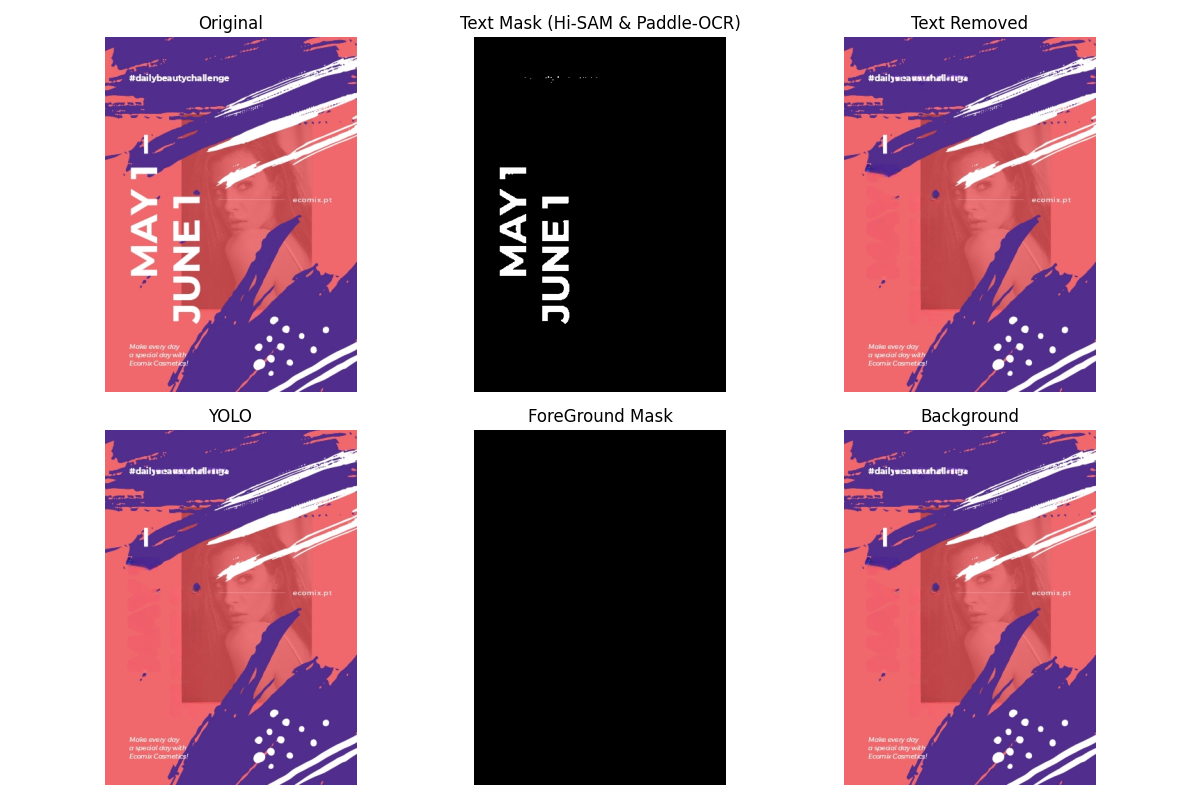 Original
Text Mask (Hi-SAM & Paddle-OCR)
Text Removed
#dailybeautychallenge
MAY 1 –
JUNE 1
ecomix.pt
Make every day
a special day with
Ecomix Cosmetics!
MAY 1
JUNE 1
ecomix.pt
Make every day
a special day with
Ecomix Cosmetics!
YOLO
ForeGround Mask
Background
ecomix.pt
Make every day
a special day with
Ecomix Cosmetics!
ecomix.pt
Make every day
a special day with
Ecomix Cosmetics!